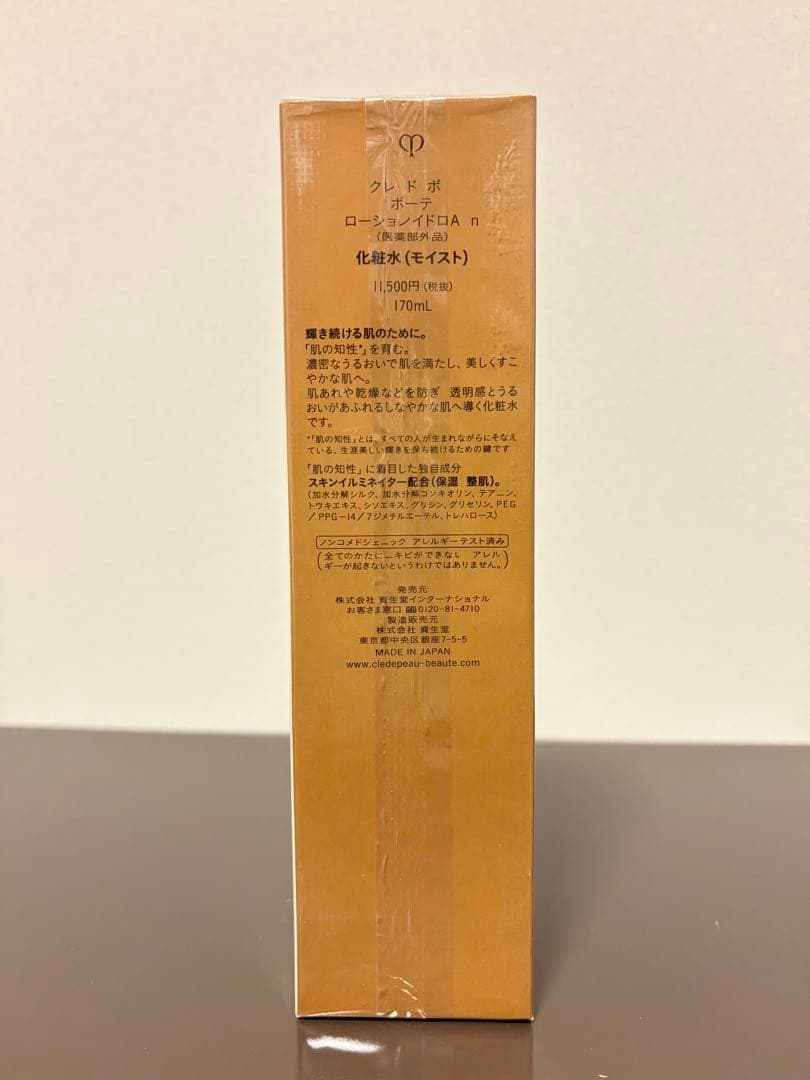 クレ ド ポ
ボーテ
ローションイドロA n
(医薬部外品)
化粧水(モイスト)
11,500円(税抜)
170mL
輝き続ける肌のために。
「肌の知性*」を育む。
濃密なうるおいで肌を満たし、美しくすこ
やかな肌へ。
肌あれや乾燥などを防ぎ 透明感とうる
おいがあふれるしなやかな肌へ導く化粧水
です。
*「肌の知性」とは、すべての人が生まれながらにそなえ
ている、生涯美しい輝きを保ち続けるための鍵です
「肌の知性」に着目した独自成分
スキンイルミネイター配合(保湿 整肌)。
(加水分解シルク、加水分解コンキオリン、テアニン、
トウキエキス、シソエキス、グリシン、グリセリン、PEG
/PPG-14/7ジメチルエーテル、トレハロース)
ノンコメドジェニック アレルギーテスト済み
(全てのかたにニキビができない アレル
ギーが起きないというわけではありません。)
発売元
株式会社 資生堂インターナショナル
お客さま窓口 0120-81-4710
製造販売元
株式会社 資生堂
東京都中央区銀座7-5-5
MADE IN JAPAN
www.cledepeau-beaute.com